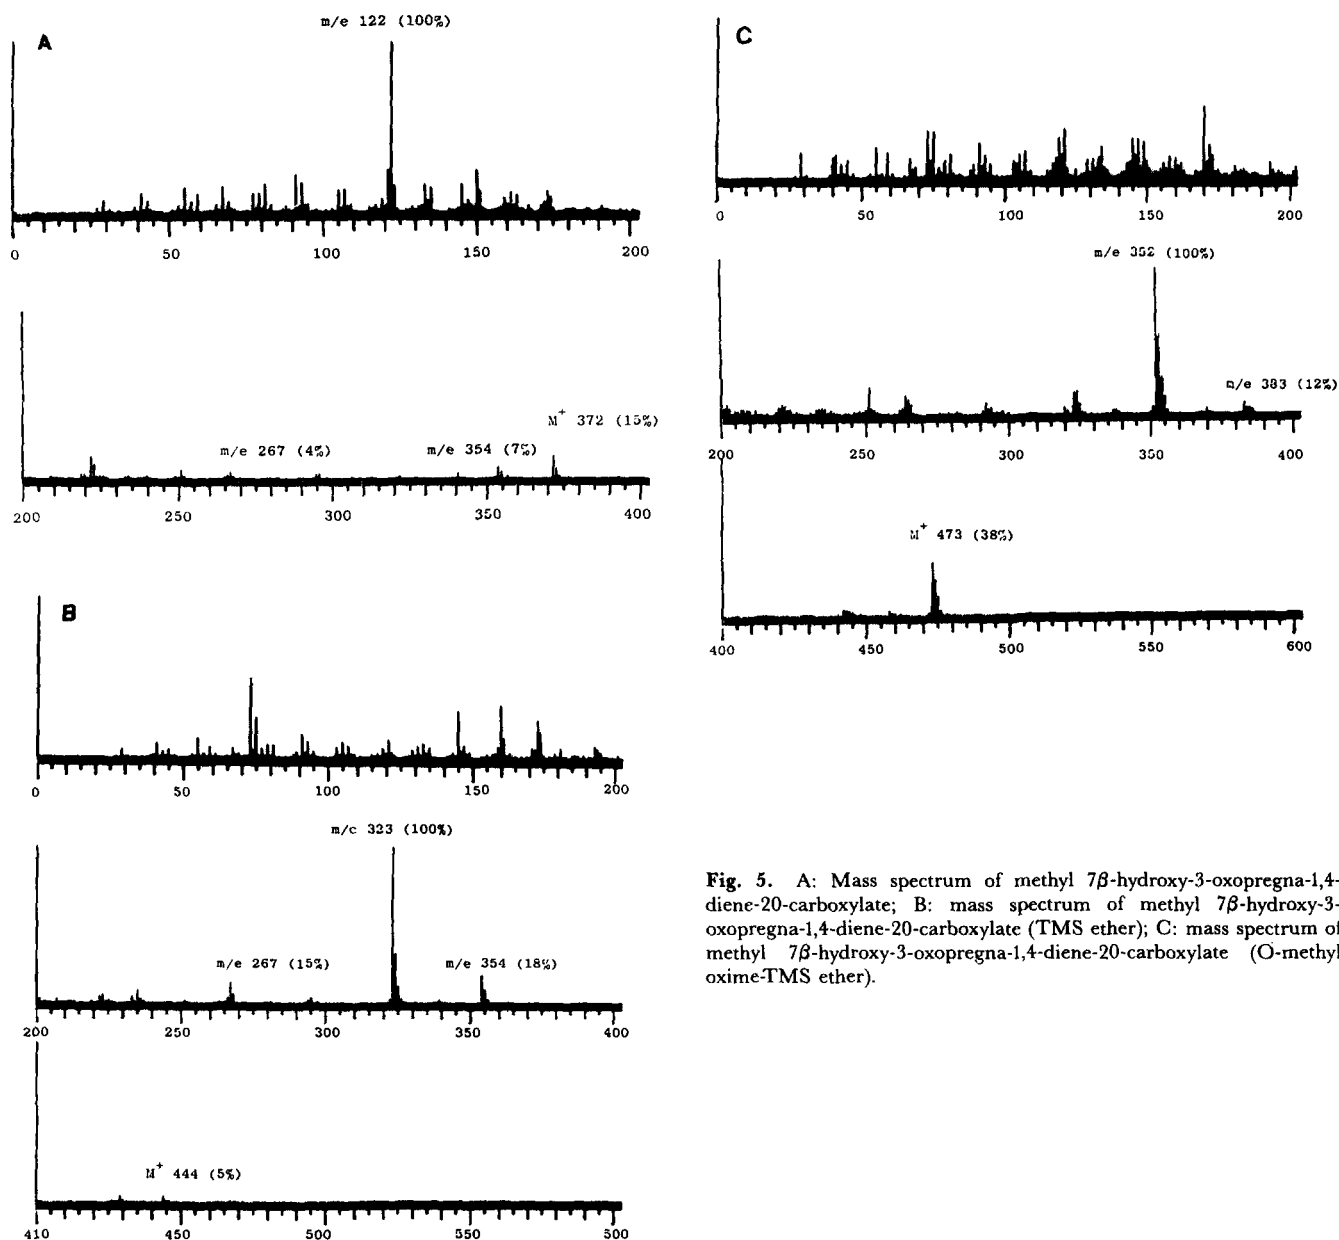 A
m/e 122 (100%)
0 50 100 150 200
m/e 267 (4%)
m/e 354 (7%)
M+ 372 (15%)
200 250 300 350 400
B
0 50 100 150 200
m/c 323 (100%)
m/e 267 (15%)
m/e 354 (18%)
200 250 300 350 400
M+ 444 (5%)
410 450 500 550 500
C
0 50 100 150 200
m/e 352 (100%)
m/e 383 (12%)
200 250 300 350 400
M+ 473 (38%)
400 450 500 550 600
Fig. 5. A: Mass spectrum of methyl 7β-hydroxy-3-oxopregna-1,4-
diene-20-carboxylate; B: mass spectrum of methyl 7β-hydroxy-3-
oxopregna-1,4-diene-20-carboxylate (TMS ether); C: mass spectrum of
methyl 7β-hydroxy-3-oxopregna-1,4-diene-20-carboxylate (O-methyl
oxime-TMS ether).